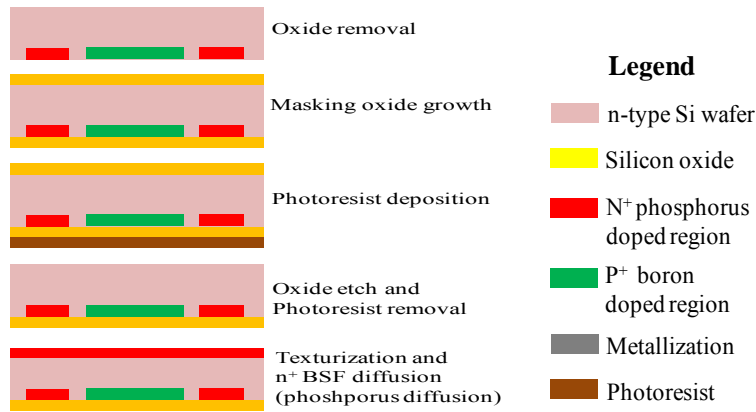 Oxide removal
Masking oxide growth
Photoresist deposition
Oxide etch and
Photoresist removal
Texturization and
n+ BSF diffusion
(phoshporus diffusion)
Legend
n-type Si wafer
Silicon oxide
N+ phosphorus
doped region
P+ boron
doped region
Metallization
Photoresist